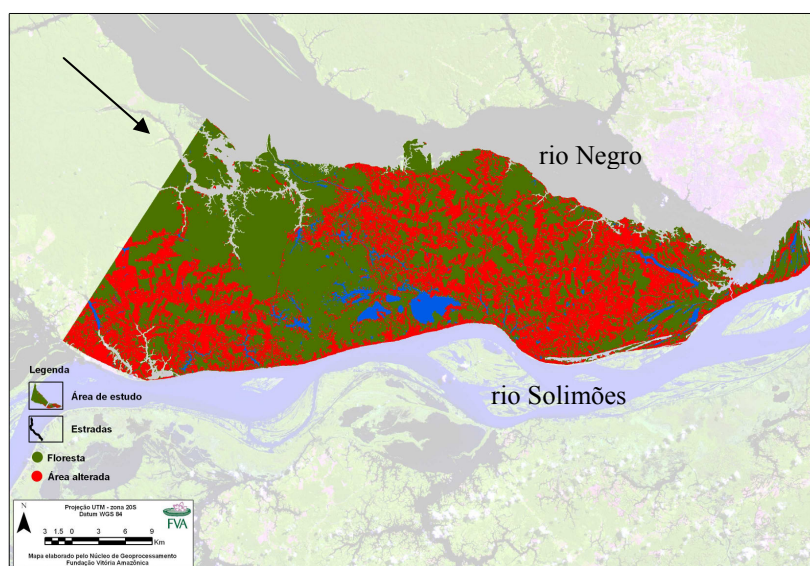 rio Negro
rio Solimões
Legenda
Área de estudo
Estradas
Floresta
Área alterada
N
Projeção UTM - zona 20S
Datum WGS 84
FVA
3 1.5 0 3 6 9
Km
Mapa elaborado pelo Núcleo de Geoprocessamento
Fundação Vitória Amazônica